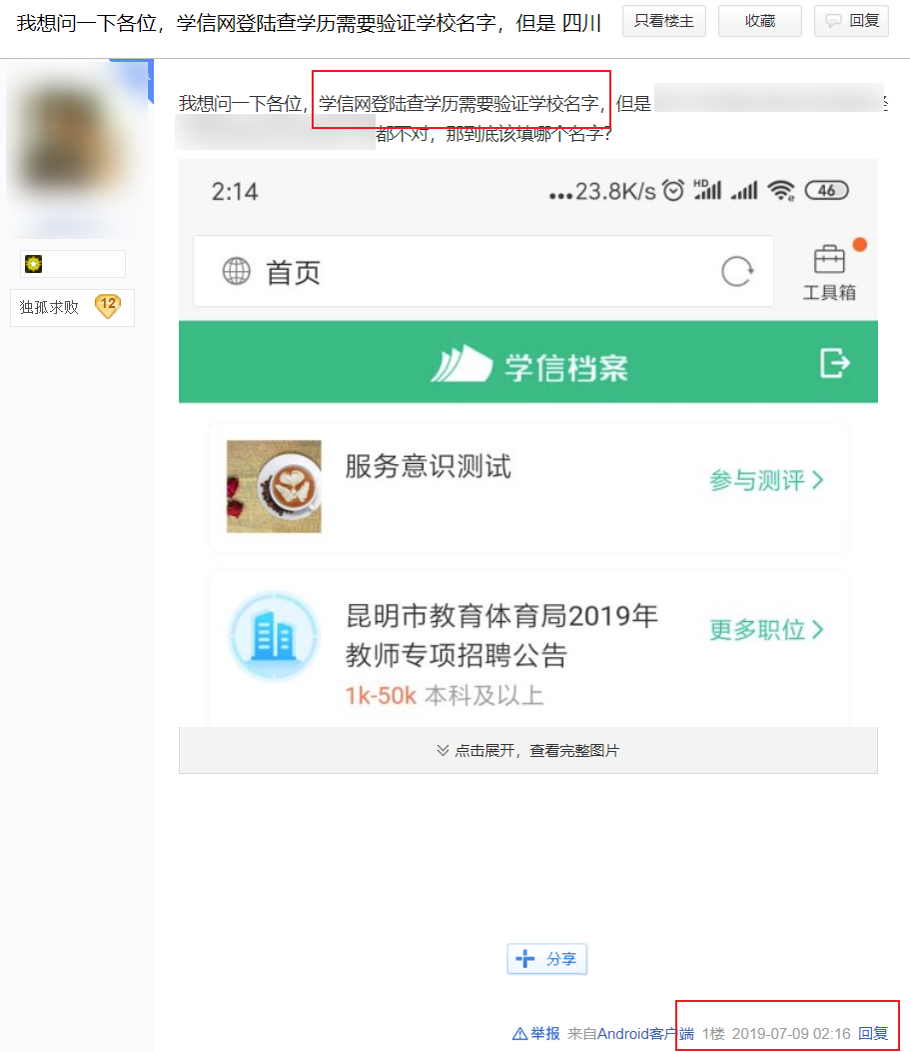 我想问一下各位，学信网登陆查学历需要验证学校名字，但是 四川
只看楼主
收藏
回复
我想问一下各位，学信网登陆查学历需要验证学校名字，但是
都不对，那到底该填哪个名字？
独孤求败 12
2:14
...23.8K/s HD 46
首页
工具箱
学信档案
服务意识测试
参与测评
昆明市教育体育局2019年
教师专项招聘公告
更多职位
1k-50k 本科及以上
点击展开，查看完整图片
分享
举报 来自Android客户端 1楼 2019-07-09 02:16 回复